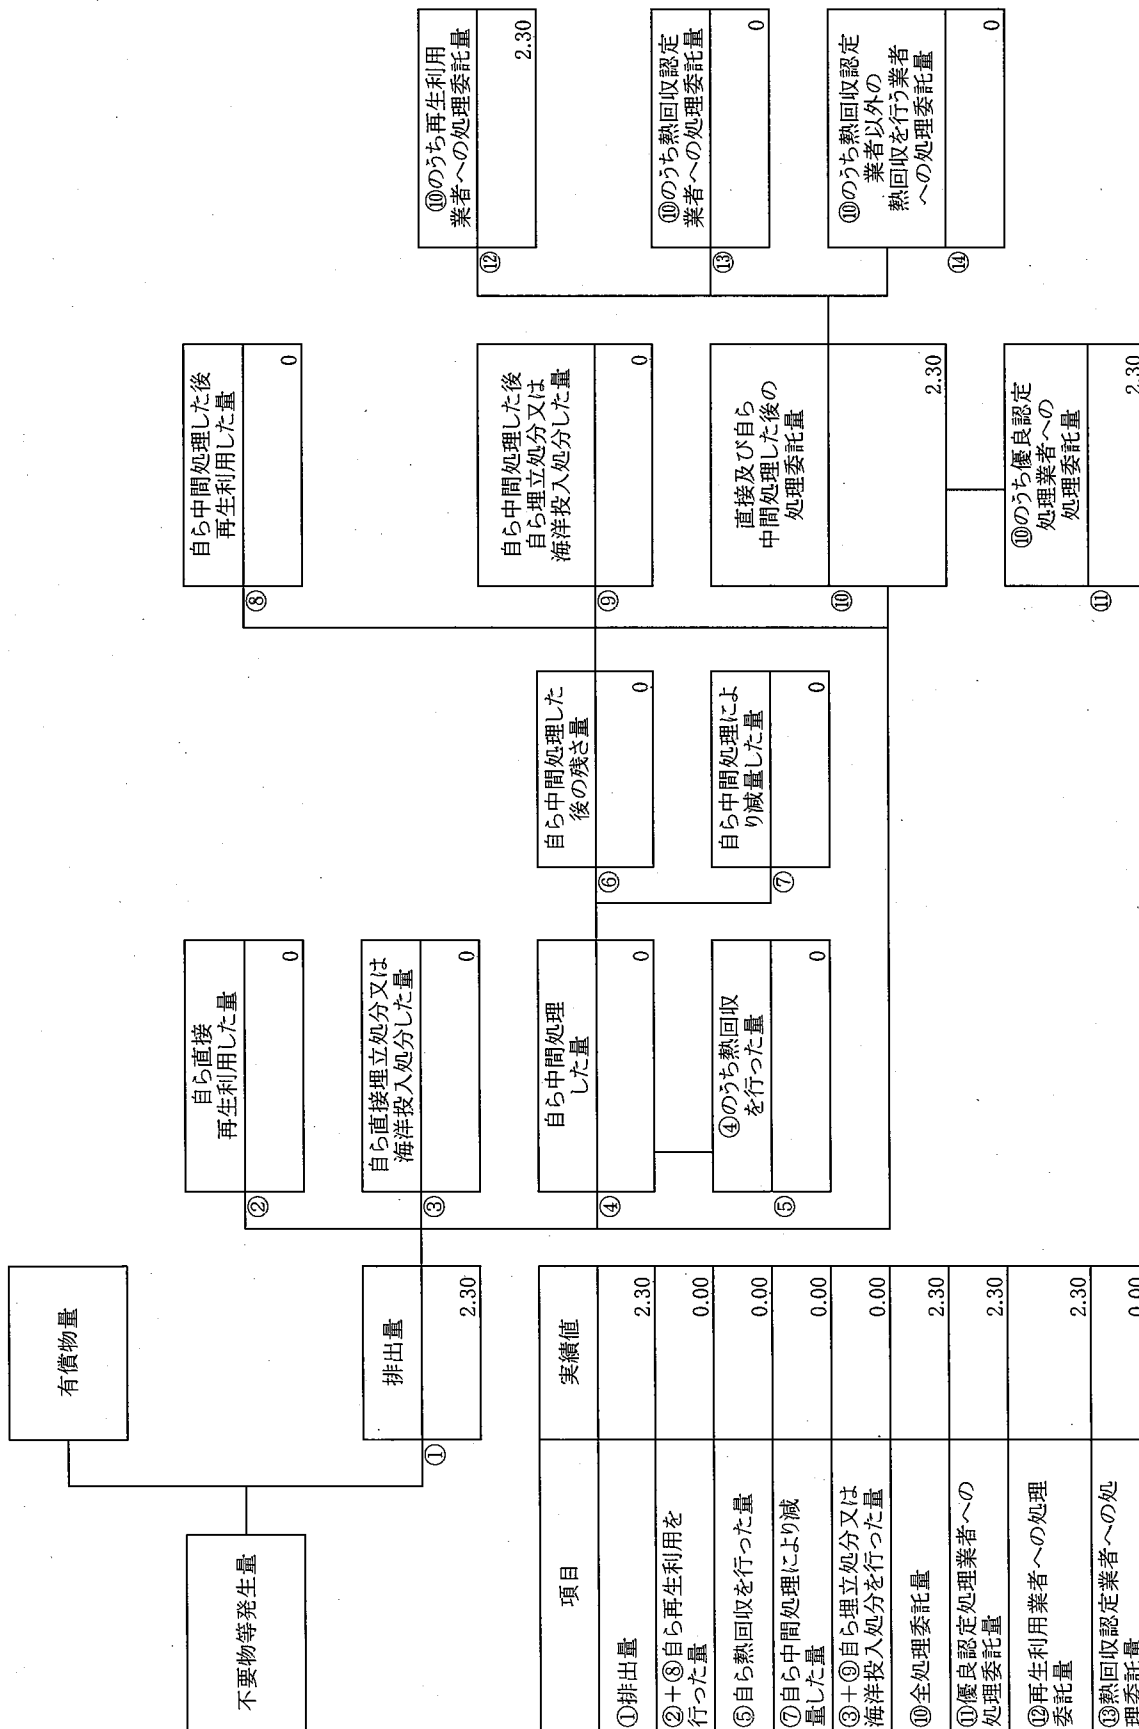 不要物等発生量
有償物量
①
排出量
2.30
②
自ら直接
再生利用した量
0
③
自ら直接埋立処分又は
海洋投入処分した量
0
④
自ら中間処理
した量
0
⑤
④のうち熱回収
を行った量
0
⑥
自ら中間処理した
後の残さ量
0
⑦
自ら中間処理によ
り減量した量
0
⑧
自ら中間処理した後
再生利用した量
0
⑨
自ら中間処理した後
自ら埋立処分又は
海洋投入処分した量
0
⑩
直接及び自ら
中間処理した後の
処理委託量
2.30
⑪
⑩のうち優良認定
処理業者への
処理委託量
2.30
⑫
⑩のうち再生利用
業者への処理委託量
2.30
⑬
⑩のうち熱回収認定
業者への処理委託量
0
⑭
⑩のうち熱回収認定
業者以外の
熱回収を行う業者
への処理委託量
0
項目 実績値
①排出量 2.30
②+⑧自ら再生利用を
行った量 0.00
⑤自ら熱回収を行った量 0.00
⑦自ら中間処理により減
量した量 0.00
③+⑨自ら埋立処分又は
海洋投入処分を行った量 0.00
⑩全処理委託量 2.30
⑪優良認定処理業者への
処理委託量 2.30
⑫再生利用業者への処理
委託量 2.30
⑬熱回収認定業者への処
理委託量 0.00